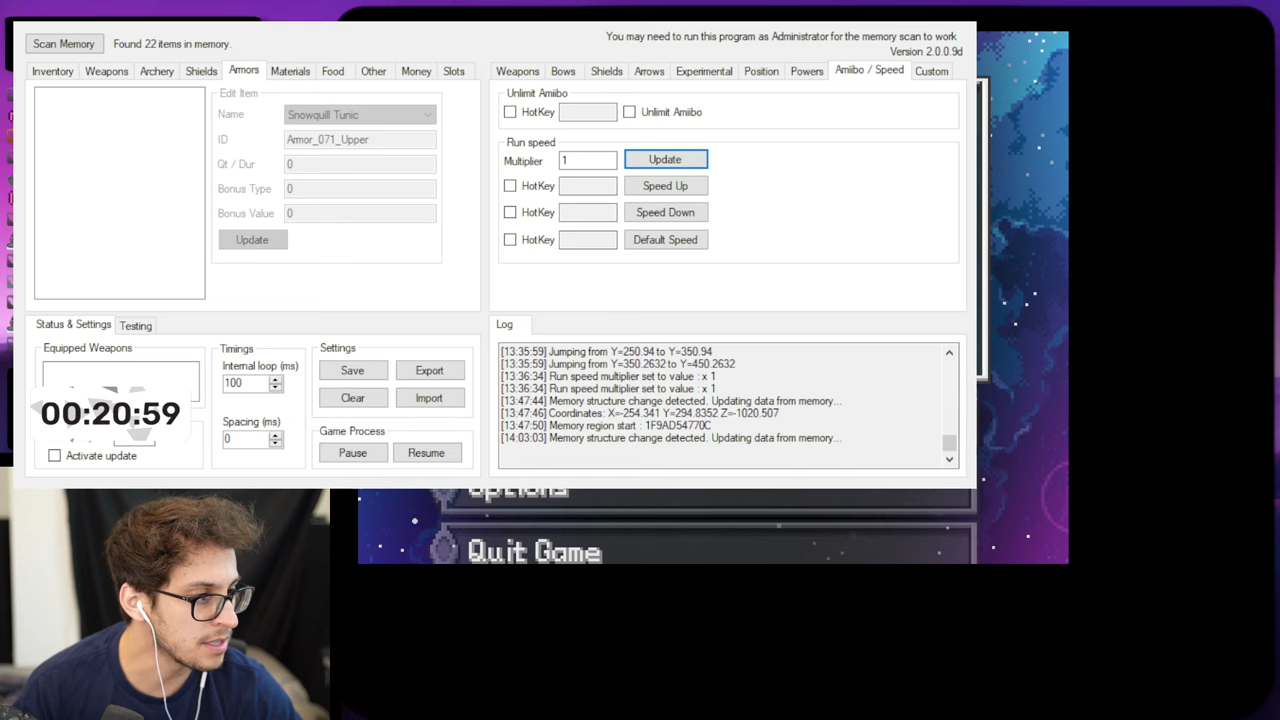 Scan Memory
Found 22 items in memory.
You may need to run this program as Administrator for the memory scan to work
Version 2.0.0.9d
Inventory Weapons Archery Shields Armors Materials Food Other Money Slots
Weapons Bows Shields Arrows Experimental Position Powers Amiibo / Speed Custom
Edit Item
Name Snowquill Tunic
ID Armor_071_Upper
Qt / Dur 0
Bonus Type 0
Bonus Value 0
Update
Unlimit Amiibo
HotKey Unlimit Amiibo
Run speed
Multiplier 1 Update
HotKey Speed Up
HotKey Speed Down
HotKey Default Speed
Status & Settings Testing
Equipped Weapons
00:20:59
Activate update
Timings
Internal loop (ms)
100
Spacing (ms)
0
Settings
Save Export
Clear Import
Game Process
Pause Resume
Log
[13:35:59] Jumping from Y=250.94 to Y=350.94
[13:35:59] Jumping from Y=350.2632 to Y=450.2632
[13:36:34] Run speed multiplier set to value : x 1
[13:36:34] Run speed multiplier set to value : x 1
[13:47:44] Memory structure change detected. Updating data from memory...
[13:47:46] Coordinates: X=-254.341 Y=294.8352 Z=-1020.507
[13:47:50] Memory region start : 1F9AD54770C
[14:03:03] Memory structure change detected. Updating data from memory...
Options
Quit Game